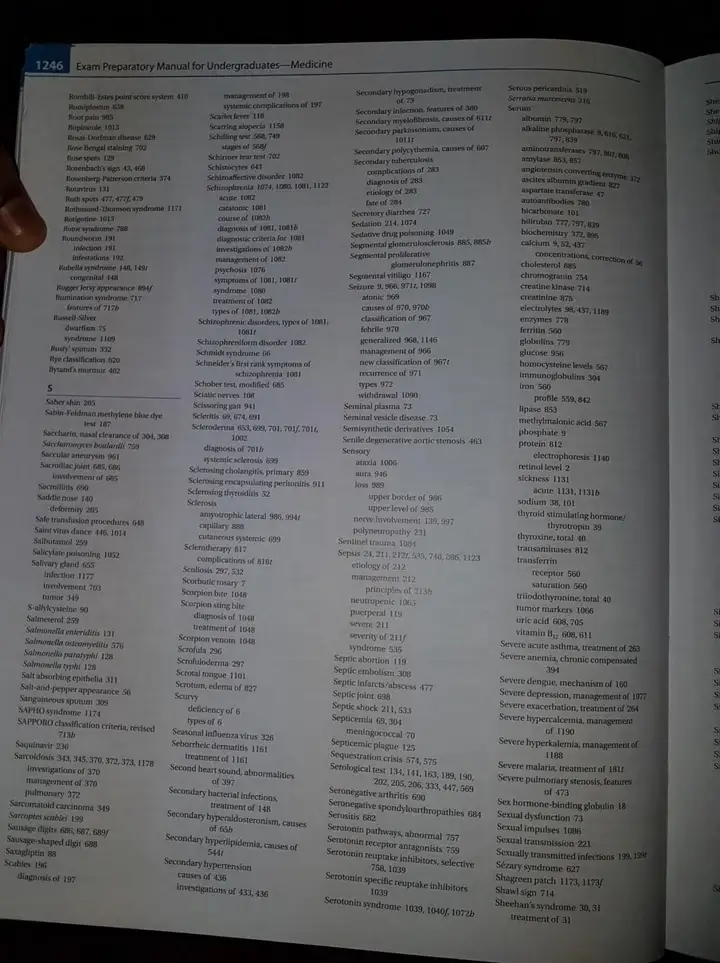 1246 Exam Preparatory Manual for Undergraduates—Medicine
Romhilt-Estes point score system 410
Romiplostim 638
Root pain 985
Ropinirole 1013
Rosai-Dorfman disease 629
Rose Bengal staining 702
Rose spots 129
Rosenbach's sign 43, 468
Rosenberg-Patterson criteria 374
Rotavirus 131
Roth spots 477, 477f, 479
Rothmund-Thomson syndrome 1171
Rotigotine 1013
Rotor syndrome 788
Roundworm 191
infection 191
infestations 192
Rubella syndrome 148, 149t
congenital 448
Rugger Jersy appearance 894f
Rumination syndrome 717
features of 717b
Russell-Silver
dwarfism 75
syndrome 1109
Rusty' sputum 332
Rye classification 620
Rytand's murmur 462
S
Saber shin 205
Sabin-Feldman methylene blue dye
test 187
Saccharin, nasal clearance of 304, 308
Saccharomyces boulardii 759
Saccular aneurysm 961
Sacroiliac joint 685, 686
involvement of 685
Sacroiliitis 690
Saddle nose 140
deformity 205
Safe transfusion procedures 648
Saint vitus dance 446, 1014
Salbutamol 259
Salicylate poisoning 1052
Salivary gland 655
infection 1177
involvement 703
tumor 349
S-allylcysteine 90
Salmeterol 259
Salmonella enteriditis 131
Salmonella osteomyelitis 576
Salmonella paratyphi 128
Salmonella typhi 128
Salt absorbing epithelia 311
Salt-and-pepper appearance 56
Sanguineous sputum 309
SAPHO syndrome 1174
SAPPORO classification criteria, revised
713b
Saquinavir 236
Sarcoidosis 343, 345, 370, 372, 373, 1178
investigations of 370
management of 370
pulmonary 372
Sarcomatoid carcinoma 349
Sarcoptes scabiei 199
Sausage digits 686, 687, 689f
Sausage-shaped digit 688
Saxagliptin 88
Scabies 196
diagnosis of 197
management of 198
systemic complications of 197
Scarlet fever 118
Scarring alopecia 1158
Schilling test 568, 749
stages of 568f
Schirmer tear test 702
Schistocytes 643
Schizoaffective disorder 1082
Schizophrenia 1074, 1080, 1081, 1122
acute 1082
catatonic 1081
course of 1082b
diagnosis of 1081, 1081b
diagnostic criteria for 1081
investigations of 1082b
management of 1082
psychosis 1076
symptoms of 1081, 1081t
syndrome 1080
treatment of 1082
types of 1081, 1082b
Schizophrenic disorders, types of 1081,
1081t
Schizophreniform disorder 1082
Schmidt syndrome 66
Schneider's first rank symptoms of
schizophrenia 1081
Schober test, modified 685
Sciatic nerves 108
Scissoring gan 941
Scleritis 69, 674, 691
Scleroderma 653, 699, 701, 701f, 701t,
1002
diagnosis of 701b
systemic sclerosis 699
Sclerosing cholangitis, primary 859
Sclerosing encapsulating peritonitis 911
Sclerosing thyroiditis 52
Sclerosis
amyotrophic lateral 986, 994t
capillary 888
cutaneous systemic 699
Sclerotherapy 817
complications of 818t
Scoliosis 297, 532
Scorbutic rosary 7
Scorpion bite 1048
Scorpion sting bite
diagnosis of 1048
treatment of 1048
Scorpion venom 1048
Scrofula 296
Scrofuloderma 297
Scrotal tongue 1101
Scrotum, edema of 827
Scurvy
deficiency of 6
types of 6
Seasonal influenza virus 326
Seborrheic dermatitis 1161
treatment of 1161
Second heart sound, abnormalities
of 397
Secondary bacterial infections,
treatment of 148
Secondary hyperaldosteronism, causes
of 65b
Secondary hyperlipidemia, causes of
544t
Secondary hypertension
causes of 436
investigations of 433, 436
Secondary hypogonadism, treatment
of 73
Secondary infection, features of 380
Secondary myelofibrosis, causes of 611t
Secondary parkinsonism, causes of
1011t
Secondary polycythemia, causes of 607
Secondary tuberculosis
complications of 283
diagnosis of 283
etiology of 283
fate of 284
Secretory diarrhea 727
Sedation 214, 1074
Sedative drug poisoning 1049
Segmental glomerulosclerosis 885, 885b
Segmental proliferative
glomerulonephritis 887
Segmental vitiligo 1167
Seizure 9, 966, 971t, 1098
atonic 969
causes of 970, 970b
classification of 967
febrile 970
generalized 968, 1146
management of 966
new classification of 967t
recurrence of 971
types 972
withdrawal 1090
Seminal plasma 73
Seminal vesicle disease 73
Semisynthetic derivatives 1054
Senile degenerative aortic stenosis 463
Sensory
ataxia 1006
aura 946
loss 989
upper border of 986
upper level of 985
nerve involvement 139, 997
polyneuropathy 231
Sentinel trauma 1084
Sepsis 24, 211, 212t, 535, 748, 286, 1123
etiology of 212
management 212
principles of 213b
neutropenic 1065
puerperal 119
severe 211
severity of 211f
syndrome 535
Septic abortion 119
Septic embolism 308
Septic infarcts/abscess 477
Septic joint 698
Septic shock 211, 533
Septicemia 69, 304
meningococcal 70
Septicemic plague 125
Sequestration crisis 574, 575
Serological test 134, 141, 163, 189, 190,
202, 205, 206, 333, 447, 569
Seronegative arthritis 690
Seronegative spondyloarthropathies 684
Serositis 682
Serotonin pathways, abnormal 757
Serotonin receptor antagonists 759
Serotonin reuptake inhibitors, selective
758, 1039
Serotonin specific reuptake inhibitors
1039
Serotonin syndrome 1039, 1040f, 1072b
Serous pericarditis 519
Serratia marcescens 316
Serum
albumin 779, 797
alkaline phosphatase 9, 616, 621,
797, 839
aminotransferases 797, 807, 808
amylase 853, 857
angiotensin converting enzyme 372
ascites albumin gradient 827
aspartate transferase 47
autoantibodies 780
bicarbonate 101
bilirubin 777, 797, 839
biochemistry 372, 896
calcium 9, 52, 437
concentrations, correction of 56
cholesterol 885
chromogranin 754
creatine kinase 714
creatinine 875
electrolytes 98, 437, 1189
enzymes 778
ferritin 560
globulins 779
glucose 956
homocysteine levels 567
immunoglobulins 304
iron 560
profile 559, 842
lipase 853
methylmalonic acid 567
phosphate 9
protein 812
electrophoresis 1140
retinol level 2
sickness 1131
acute 1131, 1131b
sodium 38, 101
thyroid stimulating hormone/
thyrotropin 39
thyroxine, total 40
transaminases 812
transferrin
receptor 560
saturation 560
triiodothyronine, total 40
tumor markers 1066
uric acid 608, 705
vitamin B12 608, 611
Severe acute asthma, treatment of 263
Severe anemia, chronic compensated
394
Severe dengue, mechanism of 160
Severe depression, management of 1077
Severe exacerbation, treatment of 264
Severe hypercalcemia, management
of 1190
Severe hyperkalemia, management of
1188
Severe malaria, treatment of 181t
Severe pulmonary stenosis, features
of 473
Sex hormone-binding globulin 18
Sexual dysfunction 73
Sexual impulses 1086
Sexual transmission 221
Sexually transmitted infections 199, 199t
Sézary syndrome 627
Shagreen patch 1173, 1173f
Shawl sign 714
Sheehan's syndrome 30, 31
treatment of 31